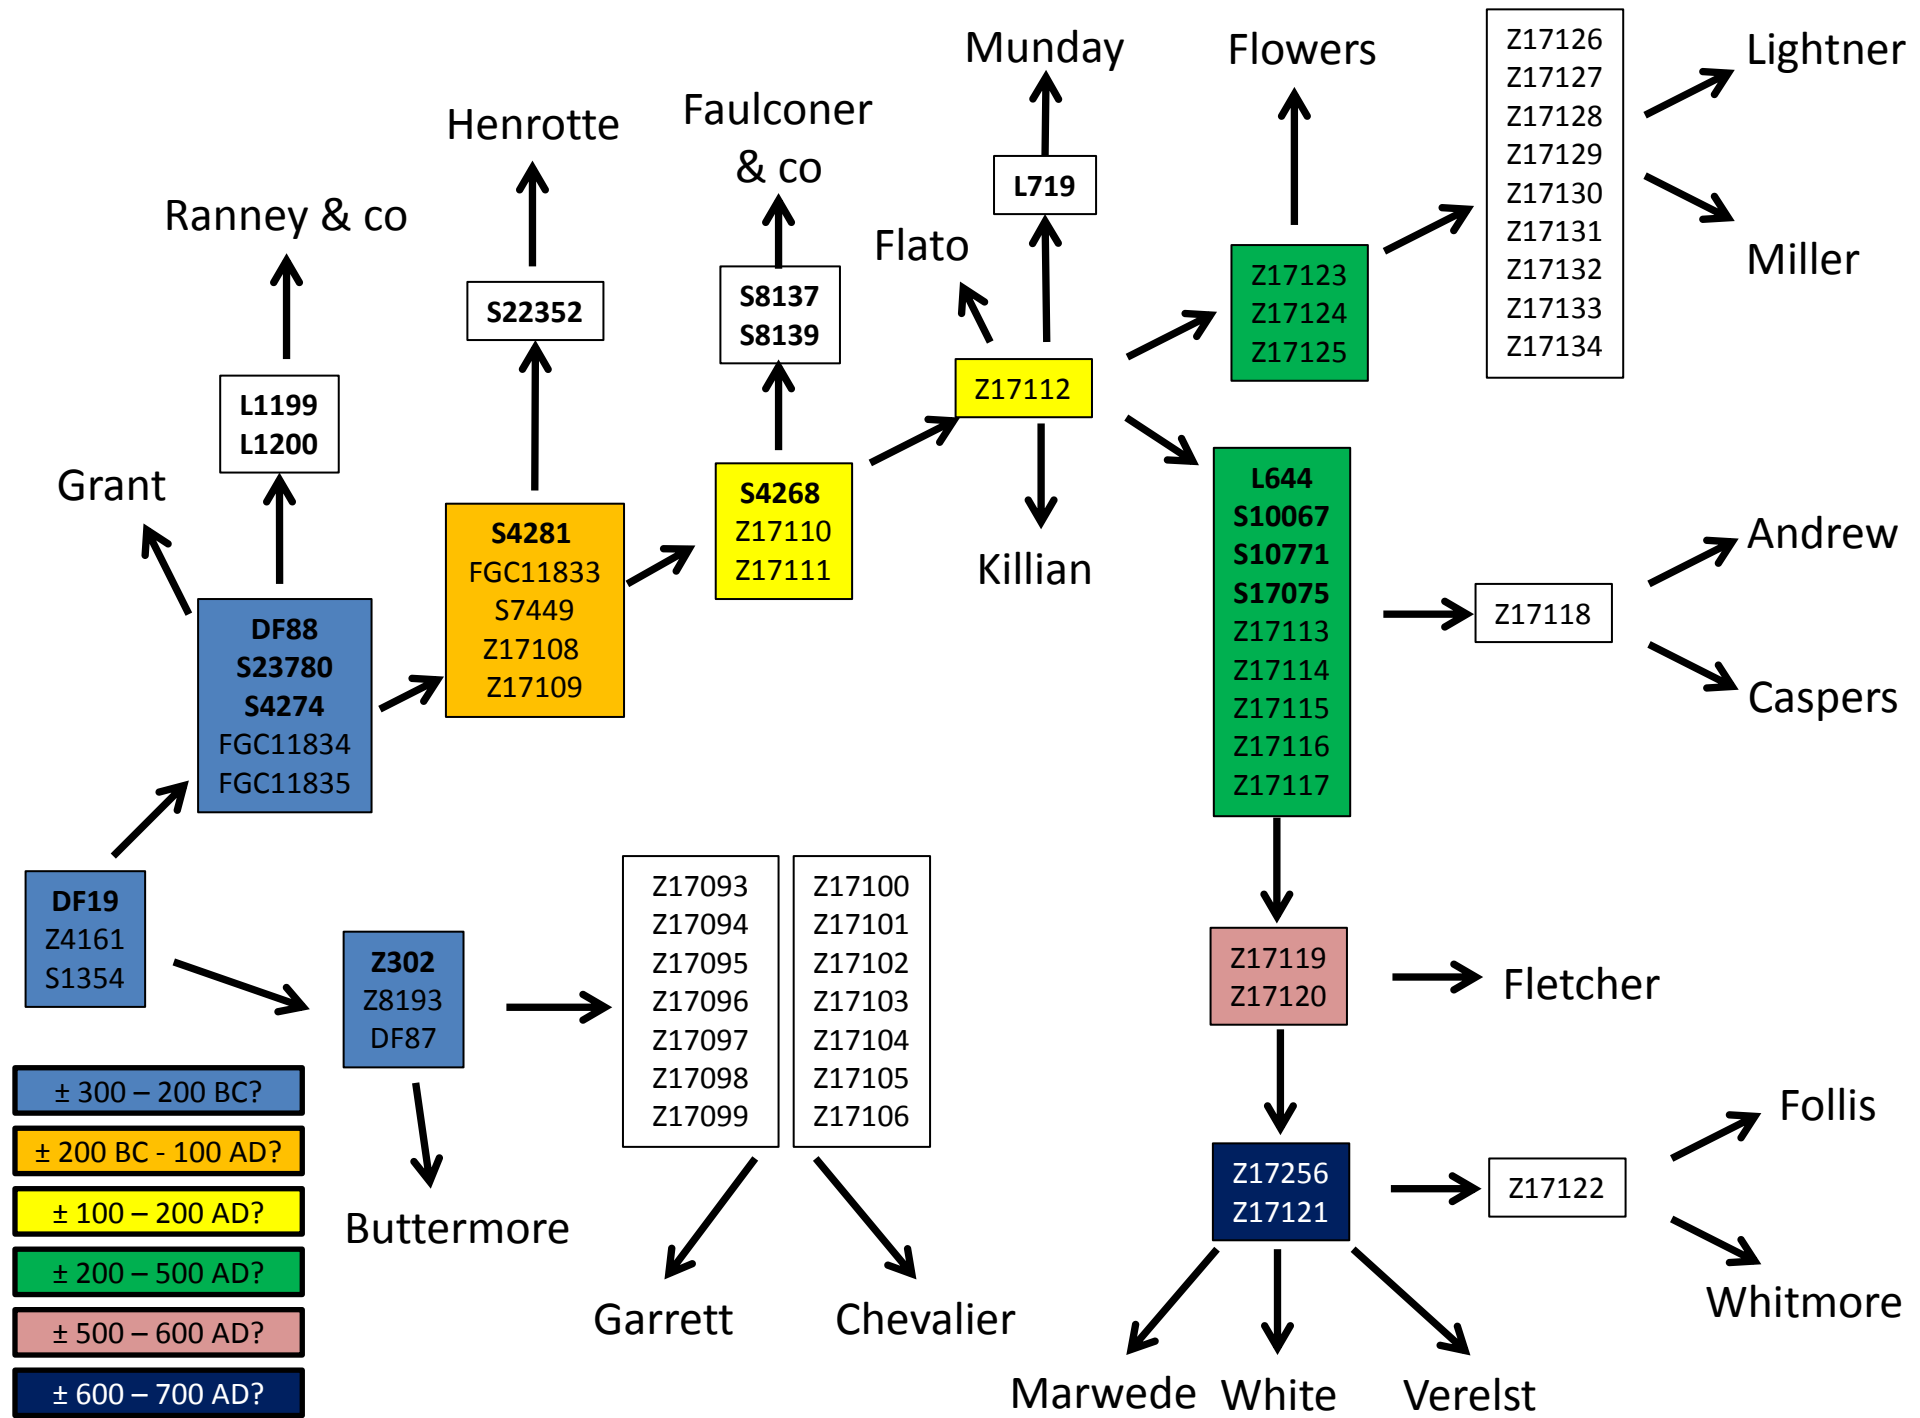 Munday
Flowers
Z17126
Z17127
Z17128
Z17129
Z17130
Z17131
Z17132
Z17133
Z17134
Lightner
Miller
Henrotte
Faulconer
& co
L719
Ranney & co
Flato
Z17123
Z17124
Z17125
S22352
S8137
S8139
Z17112
L1199
L1200
Grant
S4281
FGC11833
S7449
Z17108
Z17109
S4268
Z17110
Z17111
Killian
L644
S10067
S10771
S17075
Z17113
Z17114
Z17115
Z17116
Z17117
Z17118
Andrew
Caspers
DF88
S23780
S4274
FGC11834
FGC11835
DF19
Z4161
S1354
Z302
Z8193
DF87
Z17093
Z17094
Z17095
Z17096
Z17097
Z17098
Z17099
Z17100
Z17101
Z17102
Z17103
Z17104
Z17105
Z17106
Z17119
Z17120
Fletcher
Z17256
Z17121
Z17122
Follis
Whitmore
Buttermore
Garrett
Chevalier
Marwede
White
Verelst
± 300 – 200 BC?
± 200 BC - 100 AD?
± 100 – 200 AD?
± 200 – 500 AD?
± 500 – 600 AD?
± 600 – 700 AD?